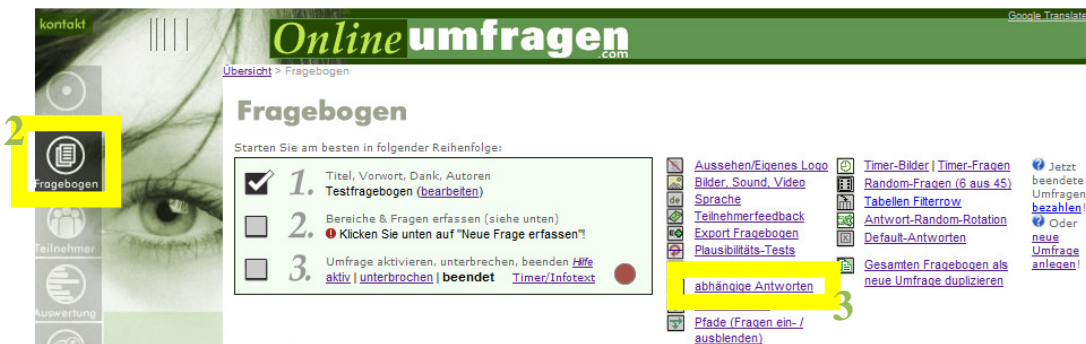 kontakt
Onlineumfragen
.com
Google Translate
Übersicht > Fragebogen
2
Fragebogen
Fragebogen
Teilnehmer
Auswertung
Starten Sie am besten in folgender Reihenfolge:
1. Titel, Vorwort, Dank, Autoren
Testfragebogen (bearbeiten)
2. Bereiche & Fragen erfassen (siehe unten)
Klicken Sie unten auf "Neue Frage erfassen"!
3. Umfrage aktivieren, unterbrechen, beenden Hilfe
aktiv | unterbrochen | beendet Timer/Infotext
Aussehen/Eigenes Logo
Bilder, Sound, Video
de Sprache
Teilnehmerfeedback
Export Fragebogen
Plausibilitäts-Tests
abhängige Antworten
3
Pfade (Fragen ein- /
ausblenden)
Timer-Bilder | Timer-Fragen
Random-Fragen (6 aus 45)
Tabellen Filterrow
Antwort-Random-Rotation
Default-Antworten
Gesamten Fragebogen als
neue Umfrage duplizieren
Jetzt
beendete
Umfragen
bezahlen!
Oder
neue
Umfrage
anlegen!